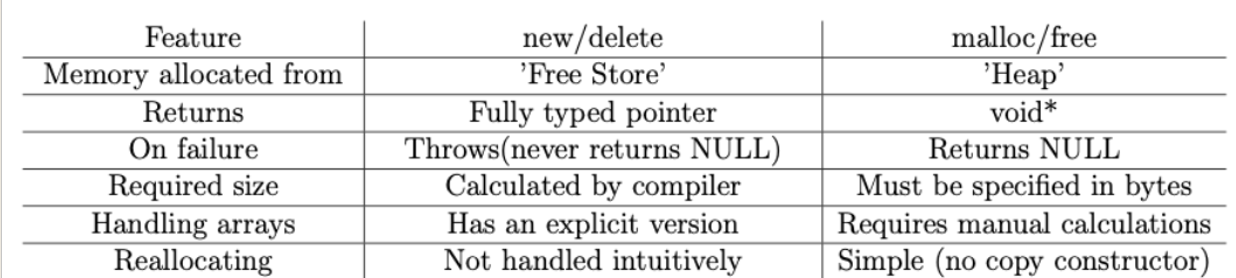 Feature new/delete malloc/free
Memory allocated from 'Free Store' 'Heap'
Returns Fully typed pointer void*
On failure Throws(never returns NULL) Returns NULL
Required size Calculated by compiler Must be specified in bytes
Handling arrays Has an explicit version Requires manual calculations
Reallocating Not handled intuitively Simple (no copy constructor)